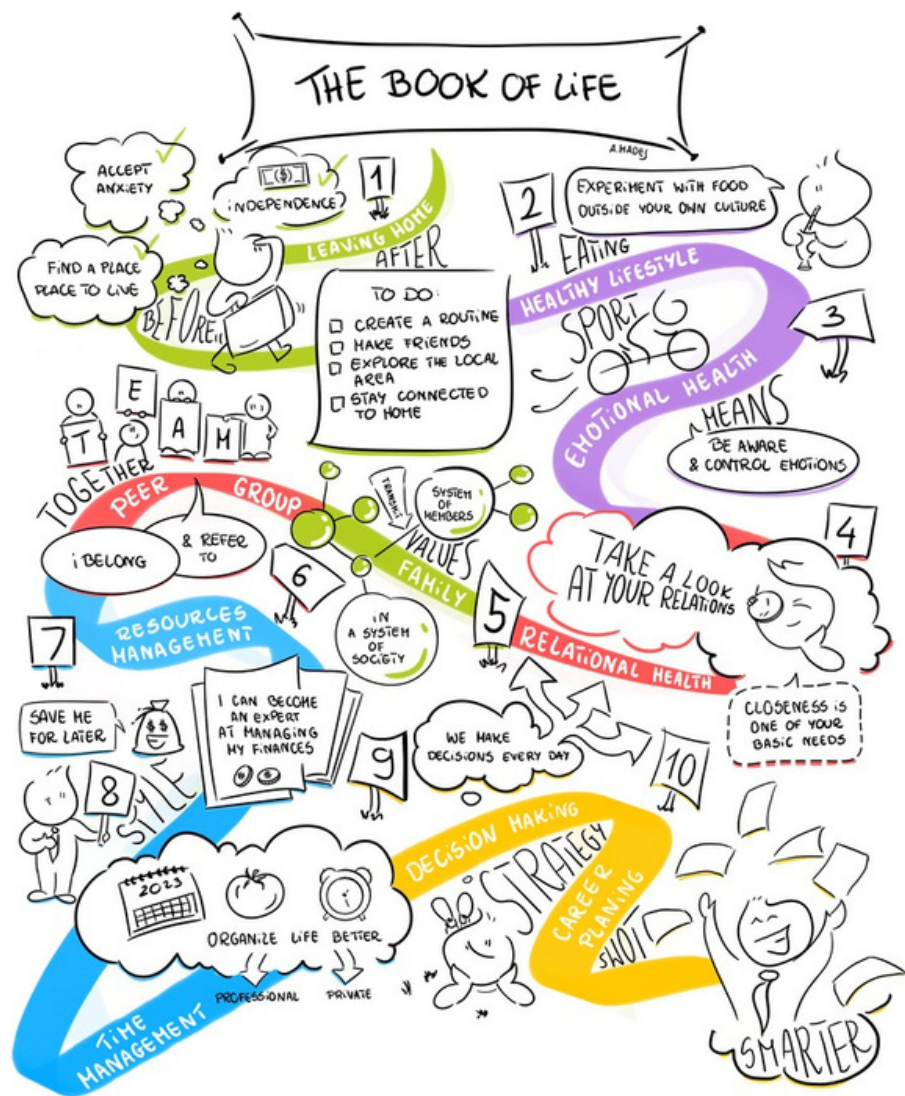 THE BOOK OF LIFE
A.HADEJ
ACCEPT
ANXIETY
($)
INDEPENDENCE
1
FIND A PLACE
PLACE TO LIVE
LEAVING HOME
BEFORE
AFTER
TO DO:
CREATE A ROUTINE
MAKE FRIENDS
EXPLORE THE LOCAL
AREA
STAY CONNECTED
TO HOME
2
EXPERIMENT WITH FOOD
OUTSIDE YOUR OWN CULTURE
EATING
HEALTHY LIFESTYLE
SPORT
3
EMOTIONAL HEALTH
MEANS
BE AWARE
& CONTROL EMOTIONS
4
TAKE A LOOK
AT YOUR RELATIONS
RELATIONAL HEALTH
CLOSENESS IS
ONE OF YOUR
BASIC NEEDS
5
FAMILY
VALUES
TRANSMIT
SYSTEM
OF
MEMBERS
IN
A SYSTEM
OF
SOCIETY
6
PEER GROUP
TOGETHER
T E A M
I BELONG
& REFER
TO
7
RESOURCES
MANAGEMENT
I CAN BECOME
AN EXPERT
AT MANAGING
MY FINANCES
SAVE ME
FOR LATER
$ $
8
STYLE
2023
ORGANIZE LIFE BETTER
PROFESSIONAL PRIVATE
TIME
MANAGEMENT
9
WE MAKE
DECISIONS EVERY DAY
DECISION MAKING
STRATEGY
10
CAREER
PLANING
SWOT
SMARTER